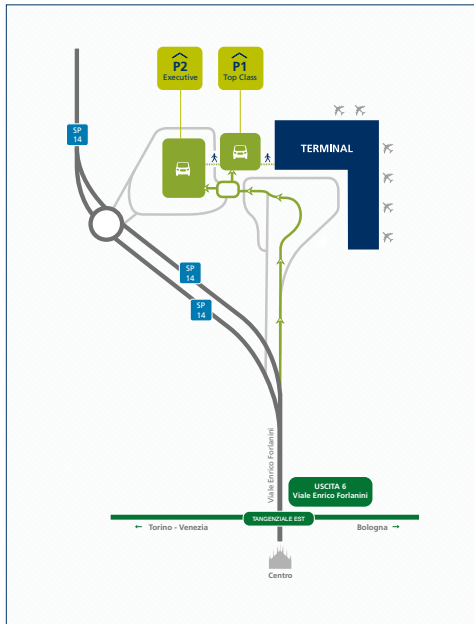 P2
Executive
P1
Top Class
SP
14
TERMINAL
SP
14
SP
14
Viale Enrico Forlanini
USCITA 6
Viale Enrico Forlanini
TANGENZIALE EST
← Torino - Venezia
Bologna →
Centro